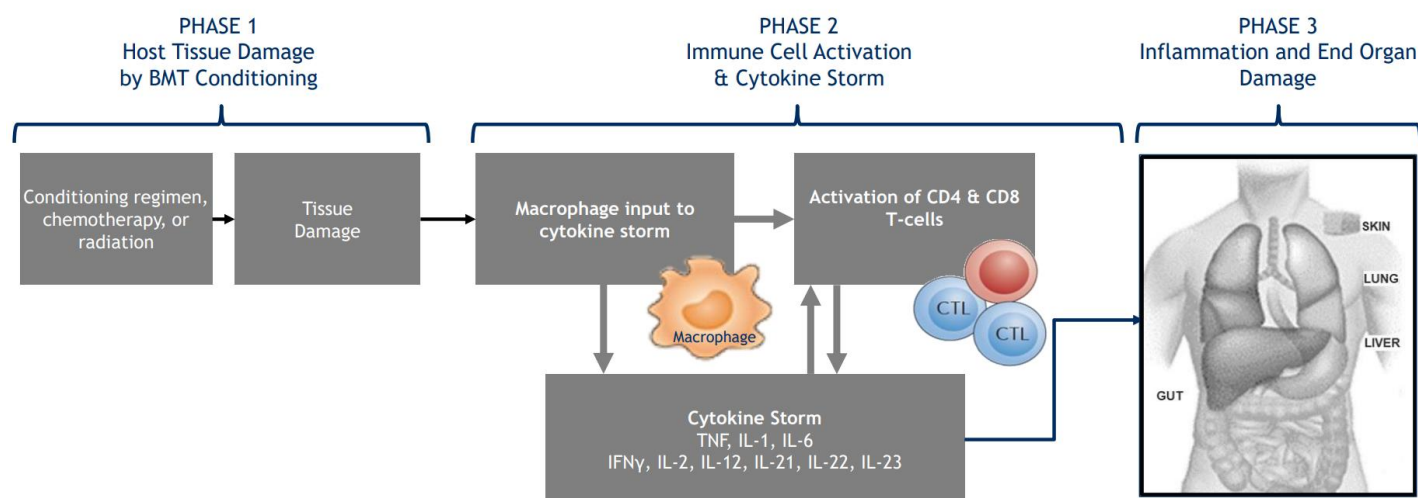 PHASE 1
Host Tissue Damage
by BMT Conditioning
PHASE 2
Immune Cell Activation
& Cytokine Storm
PHASE 3
Inflammation and End Organ
Damage
Conditioning regimen,
chemotherapy, or
radiation
Tissue
Damage
Macrophage input to
cytokine storm
Macrophage
Activation of CD4 & CD8
T-cells
CTL
CTL
Cytokine Storm
TNF, IL-1, IL-6
IFNγ, IL-2, IL-12, IL-21, IL-22, IL-23
SKIN
LUNG
LIVER
GUT